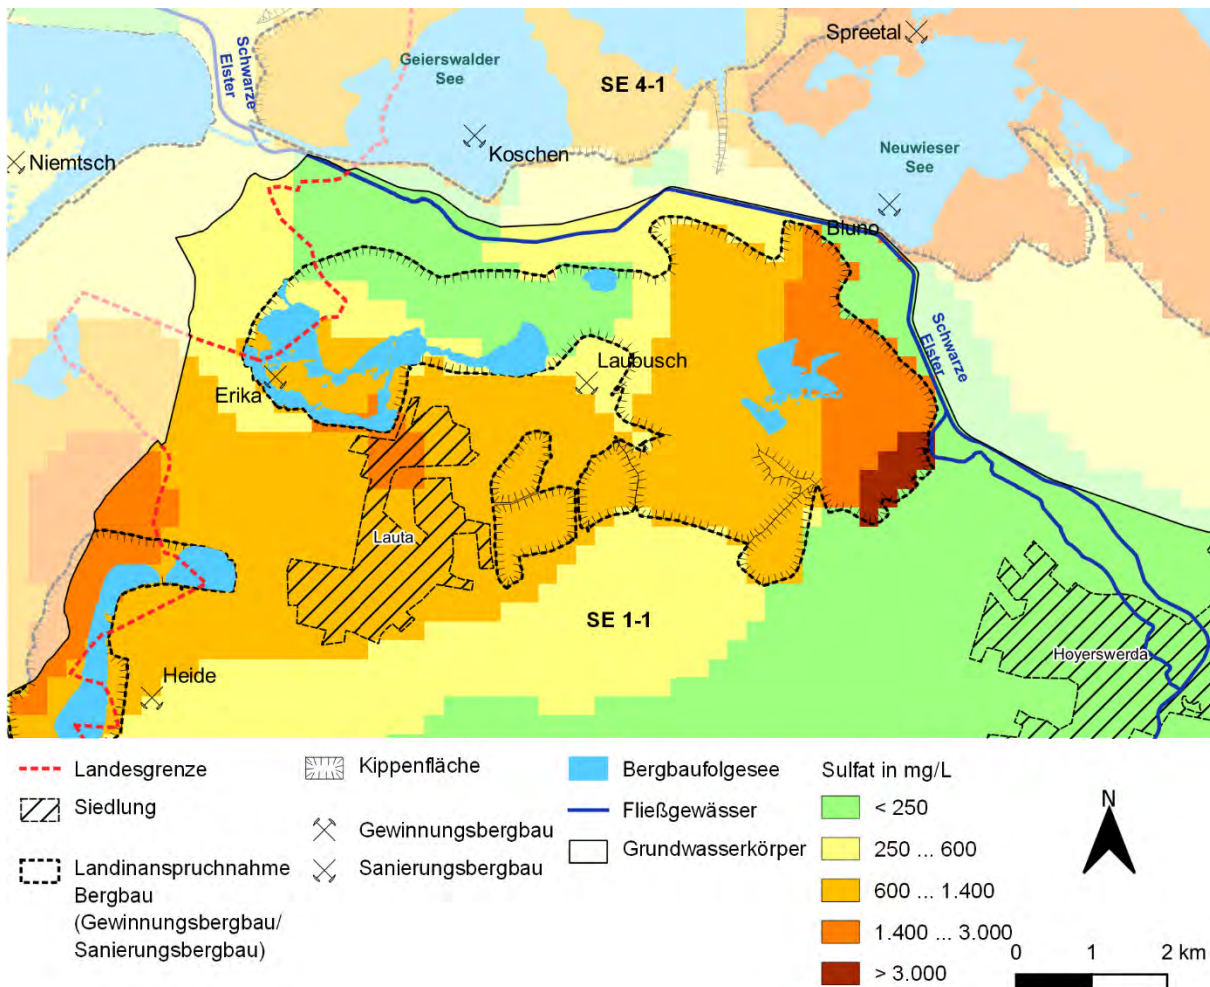 Schwarze
Elster
Geierswalder
See
SE 4-1
Spreetal
Niemtsch
Koschen
Neuwieser
See
Bluno
Schwarze
Elster
Laubusch
Erika
Lauta
SE 1-1
Hoyerswerda
Heide
Landesgrenze
Siedlung
Landinanspruchnahme
Bergbau
(Gewinnungsbergbau/
Sanierungsbergbau)
Kippenfläche
Gewinnungsbergbau
Sanierungsbergbau
Bergbaufolgesee
Fließgewässer
Grundwasserkörper
Sulfat in mg/L
< 250
250 ... 600
600 ... 1.400
1.400 ... 3.000
> 3.000
N
0 1 2 km